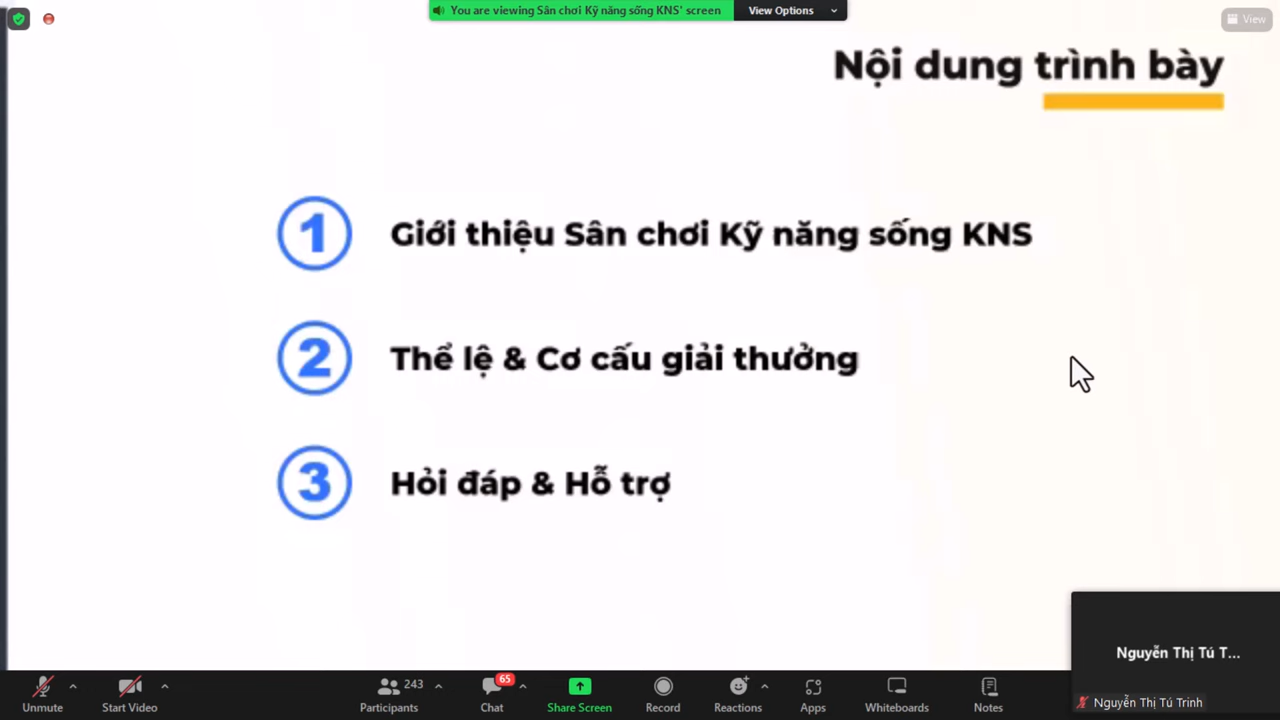 You are viewing Sân chơi Kỹ năng sống KNS' screen
View Options
View
Nội dung trình bày
1 Giới thiệu Sân chơi Kỹ năng sống KNS
2 Thể lệ & Cơ cấu giải thưởng
3 Hỏi đáp & Hỗ trợ
Nguyễn Thị Tú T...
Nguyễn Thị Tú Trinh
Unmute
Start Video
243
Participants
65
Chat
Share Screen
Record
Reactions
Apps
Whiteboards
Notes